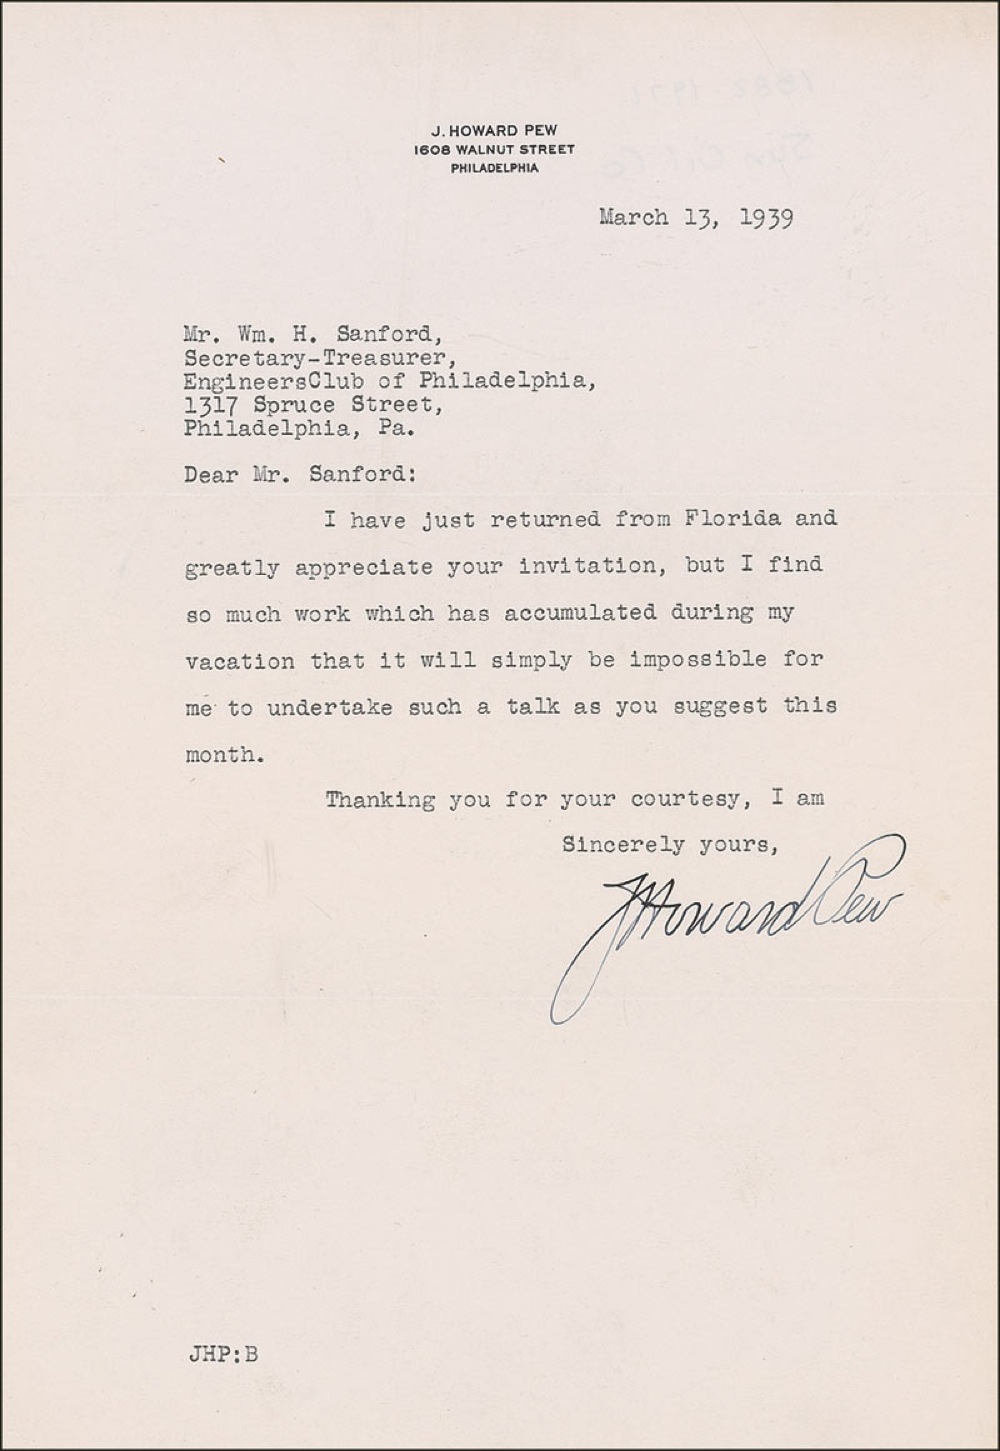 J. HOWARD PEW
1608 WALNUT STREET
PHILADELPHIA
March 13, 1939
Mr. Wm. H. Sanford,
Secretary-Treasurer,
EngineersClub of Philadelphia,
1317 Spruce Street,
Philadelphia, Pa.
Dear Mr. Sanford:
I have just returned from Florida and
greatly appreciate your invitation, but I find
so much work which has accumulated during my
vacation that it will simply be impossible for
me to undertake such a talk as you suggest this
month.
Thanking you for your courtesy, I am
Sincerely yours,
J Howard Pew
JHP:B